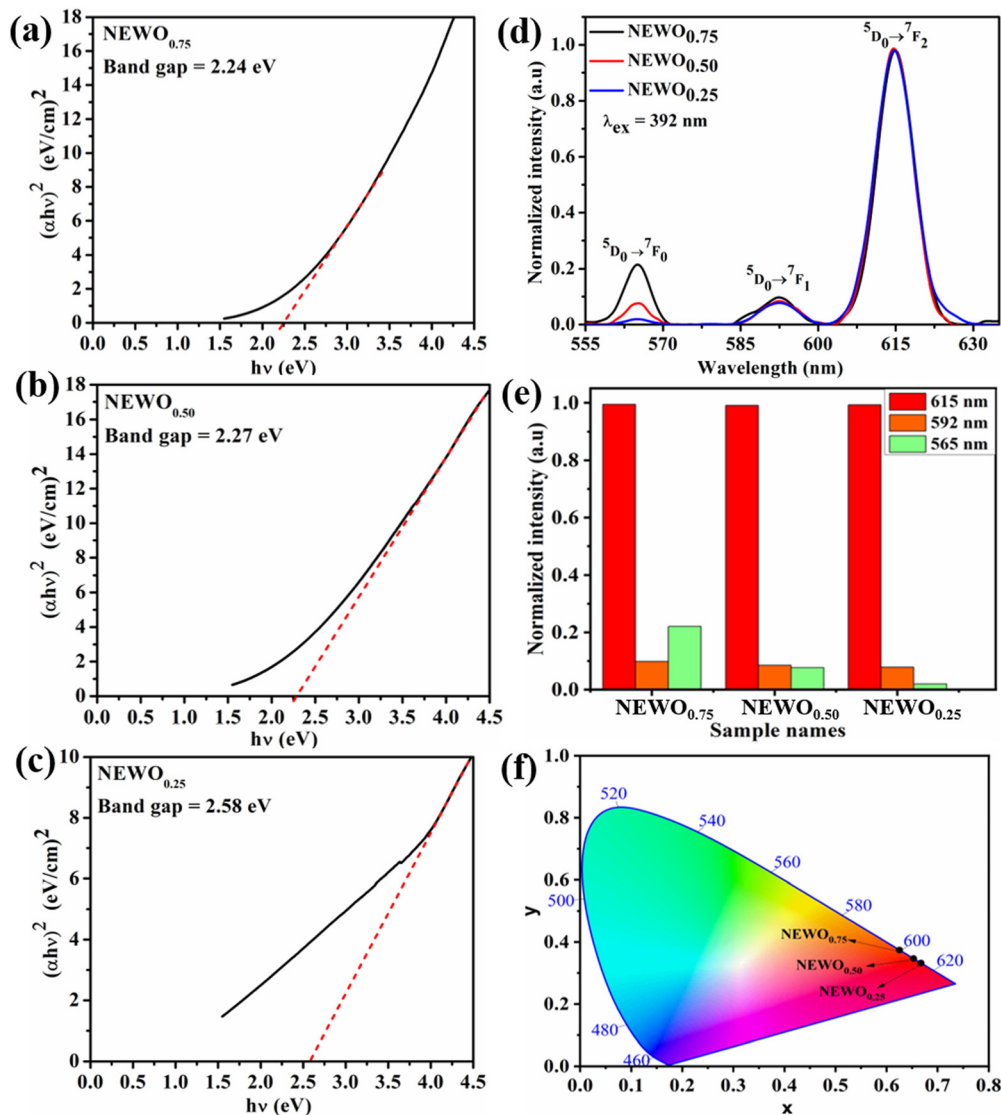 (a)
NEWO0.75
Band gap = 2.24 eV
18
16
14
12
10
8
6
4
2
0
(αhν)2 (eV/cm)2
0.0 0.5 1.0 1.5 2.0 2.5 3.0 3.5 4.0 4.5
hν (eV)
(b)
NEWO0.50
Band gap = 2.27 eV
18
16
14
12
10
8
6
4
2
0
(αhν)2 (eV/cm)2
0.0 0.5 1.0 1.5 2.0 2.5 3.0 3.5 4.0 4.5
hν (eV)
(c)
NEWO0.25
Band gap = 2.58 eV
10
8
6
4
2
0
(αhν)2 (eV/cm)2
0.0 0.5 1.0 1.5 2.0 2.5 3.0 3.5 4.0 4.5
hν (eV)
(d)
NEWO0.75
NEWO0.50
NEWO0.25
λex = 392 nm
5D0→7F2
5D0→7F0
5D0→7F1
1.0
0.8
0.6
0.4
0.2
0.0
Normalized intensity (a.u)
555 570 585 600 615 630
Wavelength (nm)
(e)
615 nm
592 nm
565 nm
1.0
0.8
0.6
0.4
0.2
0.0
Normalized intensity (a.u)
NEWO0.75 NEWO0.50 NEWO0.25
Sample names
(f)
1.0
0.8
0.6
0.4
0.2
0.0
y
520
540
560
500
580
NEWO0.75
600
NEWO0.50
620
NEWO0.25
480
460
0.0 0.1 0.2 0.3 0.4 0.5 0.6 0.7 0.8
x